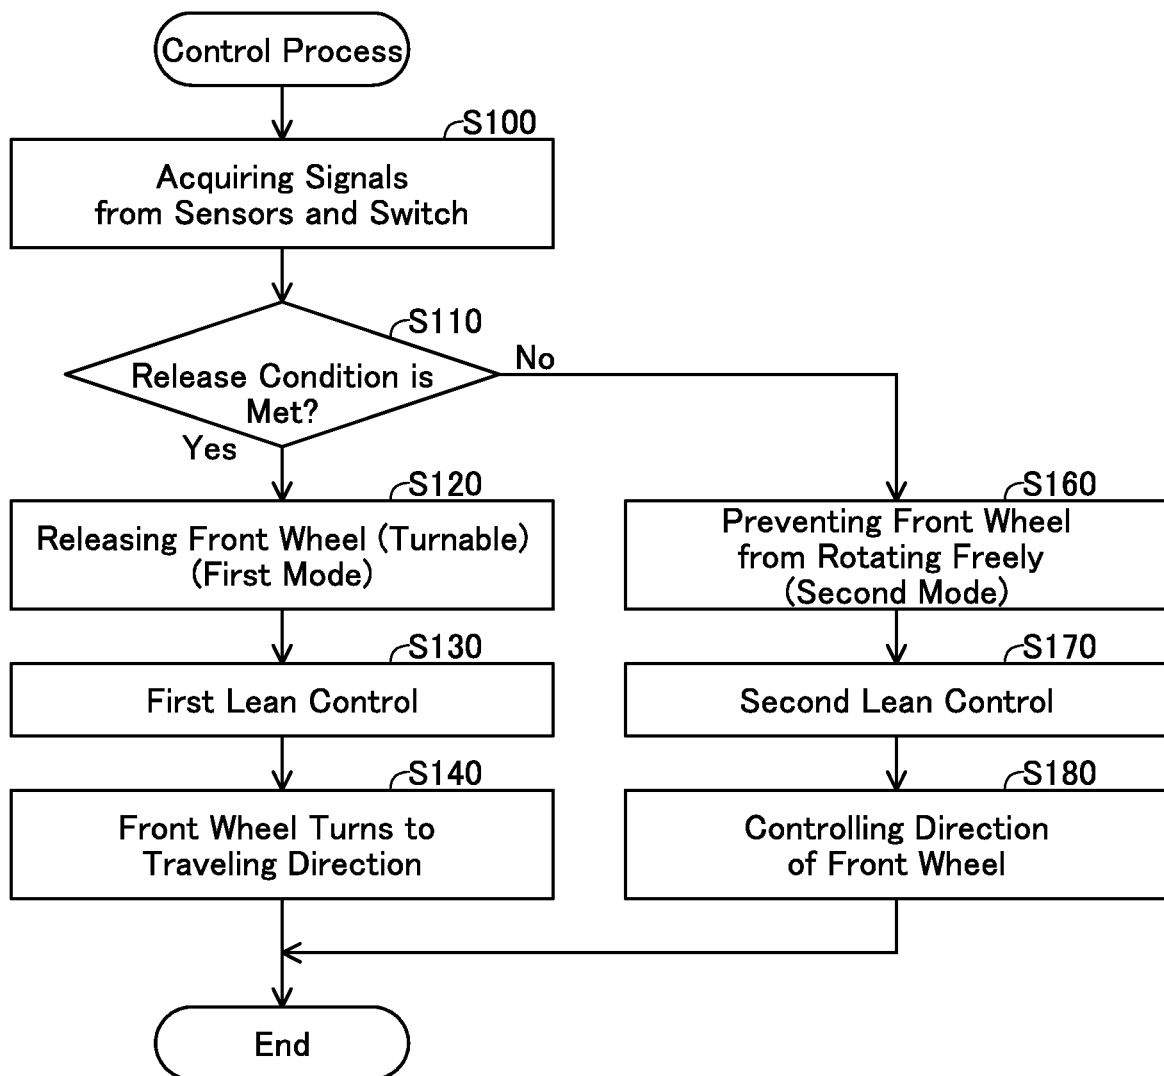 Control Process
S100
Acquiring Signals
from Sensors and Switch
S110
Release Condition is
Met?
No
Yes
S120
Releasing Front Wheel (Turnable)
(First Mode)
S130
First Lean Control
S140
Front Wheel Turns to
Traveling Direction
S160
Preventing Front Wheel
from Rotating Freely
(Second Mode)
S170
Second Lean Control
S180
Controlling Direction
of Front Wheel
End